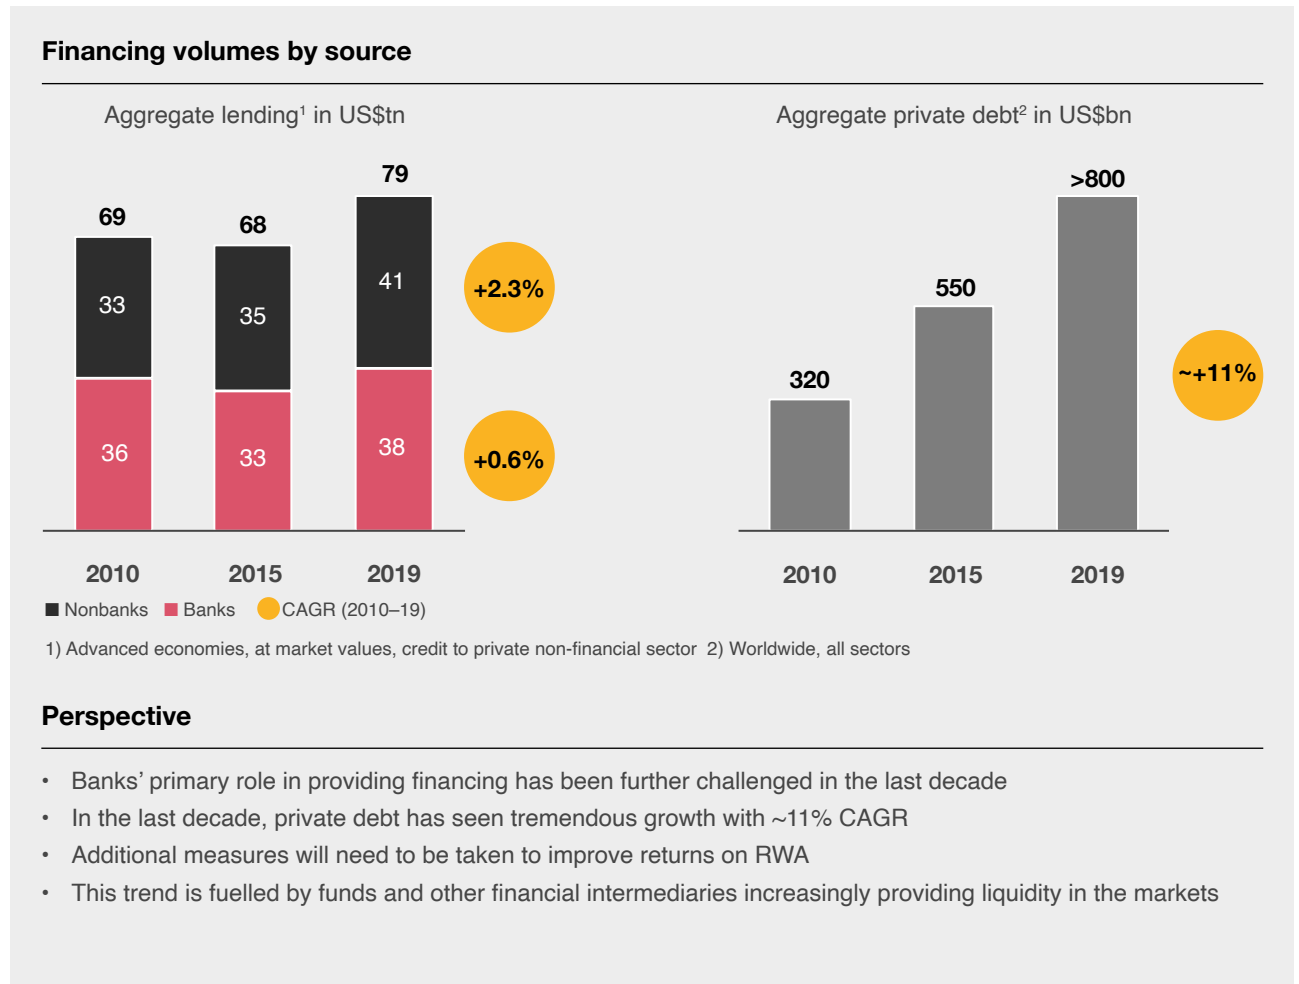 Financing volumes by source
Aggregate lending¹ in US$tn
69
68
79
33
35
41
36
33
38
+2.3%
+0.6%
2010
2015
2019
Nonbanks
Banks
CAGR (2010–19)
Aggregate private debt² in US$bn
320
550
>800
~+11%
2010
2015
2019
1) Advanced economies, at market values, credit to private non-financial sector 2) Worldwide, all sectors
Perspective
• Banks’ primary role in providing financing has been further challenged in the last decade
• In the last decade, private debt has seen tremendous growth with ~11% CAGR
• Additional measures will need to be taken to improve returns on RWA
• This trend is fuelled by funds and other financial intermediaries increasingly providing liquidity in the markets